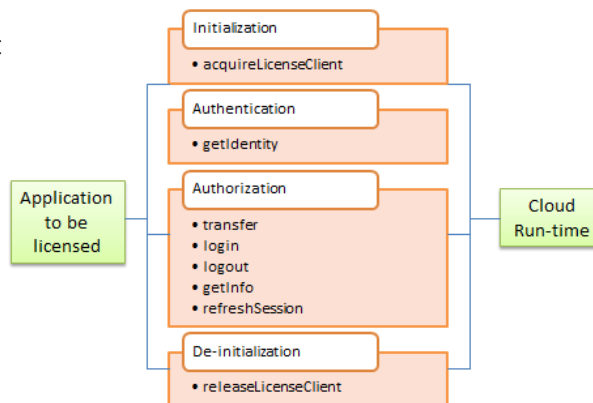 Initialization
• acquireLicenseClient
Authentication
• getIdentity
Authorization
• transfer
• login
• logout
• getInfo
• refreshSession
De-initialization
• releaseLicenseClient
Application
to be
licensed
Cloud
Run-time